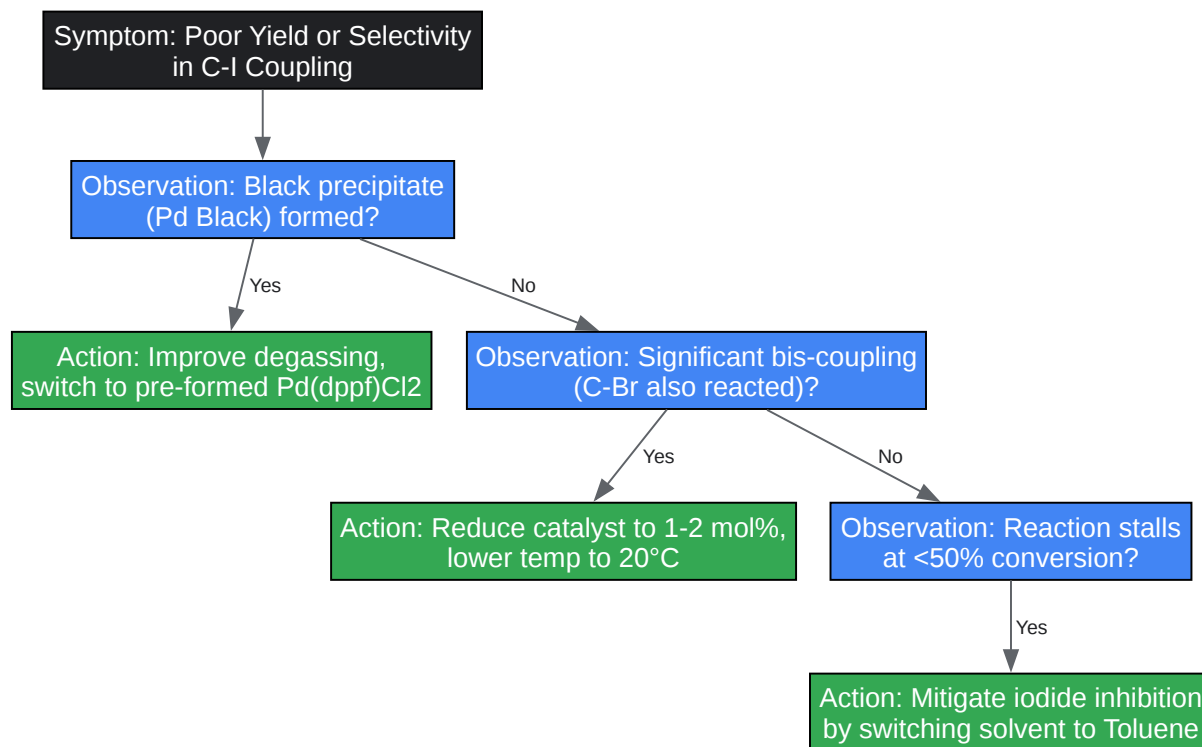 Symptom: Poor Yield or Selectivity
in C-I Coupling
Observation: Black precipitate
(Pd Black) formed?
Yes
No
Action: Improve degassing,
switch to pre-formed Pd(dppf)Cl2
Observation: Significant bis-coupling
(C-Br also reacted)?
Yes
No
Action: Reduce catalyst to 1-2 mol%,
lower temp to 20°C
Observation: Reaction stalls
at <50% conversion?
Yes
Action: Mitigate iodide inhibition
by switching solvent to Toluene